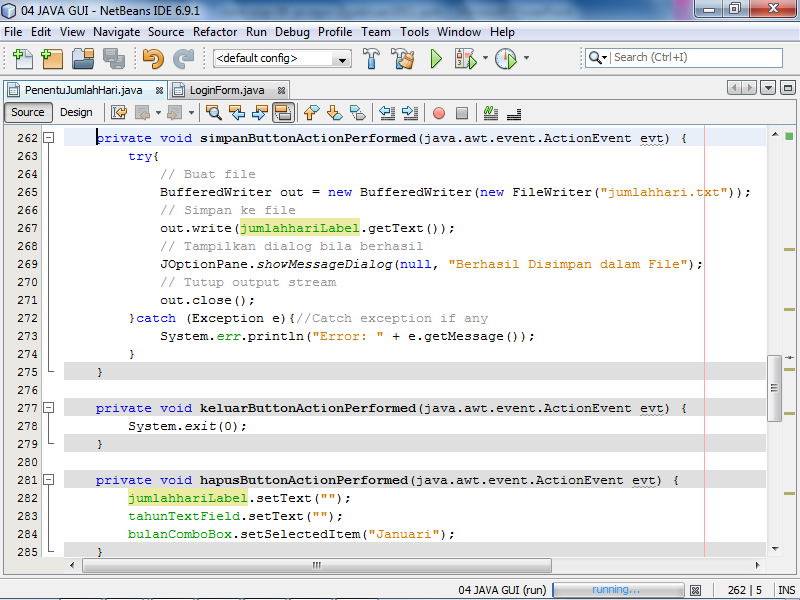 04 JAVA GUI - NetBeans IDE 6.9.1
File Edit View Navigate Source Refactor Run Debug Profile Team Tools Window Help
<default config> Search (Ctrl+I)
PenentuJumlahHari.java LoginForm.java
Source Design
262 private void simpanButtonActionPerformed(java.awt.event.ActionEvent evt) {
263 try{
264 // Buat file
265 BufferedWriter out = new BufferedWriter(new FileWriter("jumlahhari.txt"));
266 // Simpan ke file
267 out.write(jumlahhariLabel.getText());
268 // Tampilkan dialog bila berhasil
269 JOptionPane.showMessageDialog(null, "Berhasil Disimpan dalam File");
270 // Tutup output stream
271 out.close();
272 }catch (Exception e){//Catch exception if any
273 System.err.println("Error: " + e.getMessage());
274 }
275 }
276
277 private void keluarButtonActionPerformed(java.awt.event.ActionEvent evt) {
278 System.exit(0);
279 }
280
281 private void hapusButtonActionPerformed(java.awt.event.ActionEvent evt) {
282 jumlahhariLabel.setText("");
283 tahunTextField.setText("");
284 bulanComboBox.setSelectedItem("Januari");
285 }
04 JAVA GUI (run) running... 262 | 5 INS